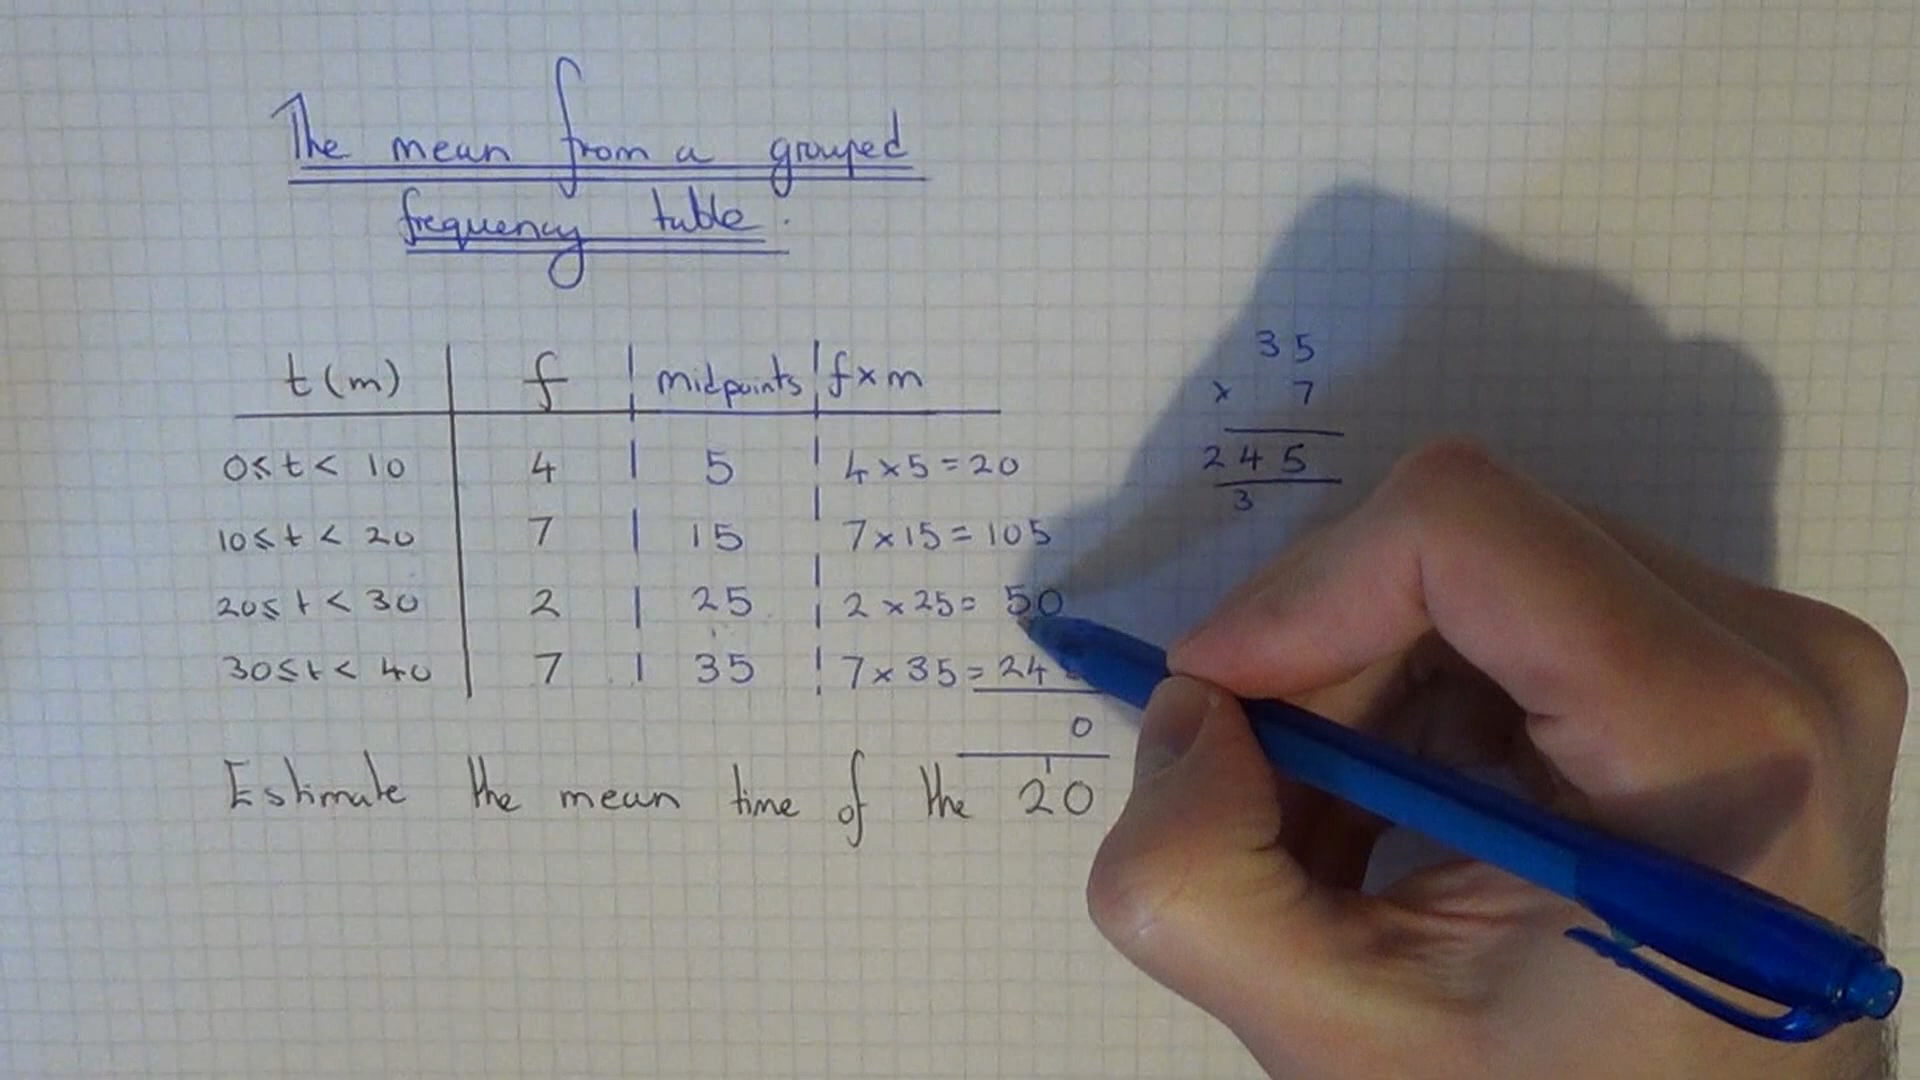 The mean from a grouped
frequency table.
t(m) f midpoints f×m
0≤t< 10 4 5 4×5=20
10≤t< 20 7 15 7×15=105
20≤t<30 2 25 2×25= 50
30≤t< 40 7 35 7×35=24
0
1
Estimate the mean time of the 20
35
× 7
245
3